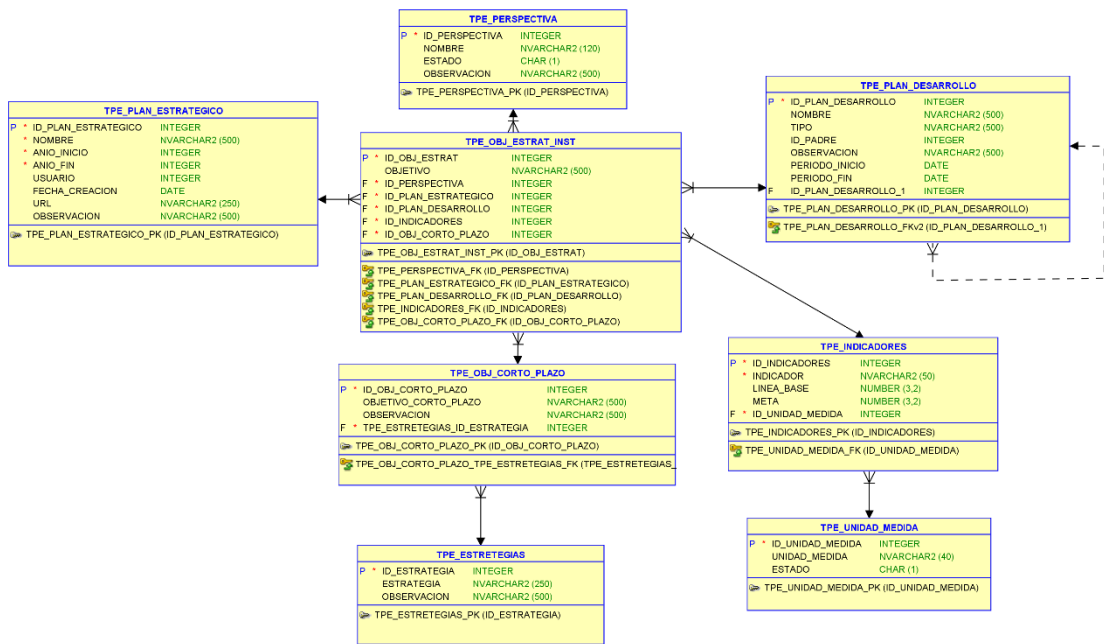 TPE_PERSPECTIVA
P * ID_PERSPECTIVA INTEGER
NOMBRE NVARCHAR2 (120)
ESTADO CHAR (1)
OBSERVACION NVARCHAR2 (500)
TPE_PERSPECTIVA_PK (ID_PERSPECTIVA)
TPE_PLAN_ESTRATEGICO
P * ID_PLAN_ESTRATEGICO INTEGER
* NOMBRE NVARCHAR2 (500)
* ANIO_INICIO INTEGER
* ANIO_FIN INTEGER
USUARIO INTEGER
FECHA_CREACION DATE
URL NVARCHAR2 (250)
OBSERVACION NVARCHAR2 (500)
TPE_PLAN_ESTRATEGICO_PK (ID_PLAN_ESTRATEGICO)
TPE_OBJ_ESTRAT_INST
P * ID_OBJ_ESTRAT INTEGER
OBJETIVO NVARCHAR2 (500)
F * ID_PERSPECTIVA INTEGER
F * ID_PLAN_ESTRATEGICO INTEGER
F * ID_PLAN_DESARROLLO INTEGER
F * ID_INDICADORES INTEGER
F * ID_OBJ_CORTO_PLAZO INTEGER
TPE_OBJ_ESTRAT_INST_PK (ID_OBJ_ESTRAT)
TPE_PERSPECTIVA_FK (ID_PERSPECTIVA)
TPE_PLAN_ESTRATEGICO_FK (ID_PLAN_ESTRATEGICO)
TPE_PLAN_DESARROLLO_FK (ID_PLAN_DESARROLLO)
TPE_INDICADORES_FK (ID_INDICADORES)
TPE_OBJ_CORTO_PLAZO_FK (ID_OBJ_CORTO_PLAZO)
TPE_PLAN_DESARROLLO
P * ID_PLAN_DESARROLLO INTEGER
NOMBRE NVARCHAR2 (500)
TIPO NVARCHAR2 (500)
ID_PADRE INTEGER
OBSERVACION NVARCHAR2 (500)
PERIODO_INICIO DATE
PERIODO_FIN DATE
F ID_PLAN_DESARROLLO_1 INTEGER
TPE_PLAN_DESARROLLO_PK (ID_PLAN_DESARROLLO)
TPE_PLAN_DESARROLLO_FKv2 (ID_PLAN_DESARROLLO_1)
TPE_OBJ_CORTO_PLAZO
P * ID_OBJ_CORTO_PLAZO INTEGER
OBJETIVO_CORTO_PLAZO NVARCHAR2 (500)
OBSERVACION NVARCHAR2 (500)
F * TPE_ESTRETEGIAS_ID_ESTRATEGIA INTEGER
TPE_OBJ_CORTO_PLAZO_PK (ID_OBJ_CORTO_PLAZO)
TPE_OBJ_CORTO_PLAZO_TPE_ESTRETEGIAS_FK (TPE_ESTRETEGIAS_
TPE_INDICADORES
P * ID_INDICADORES INTEGER
* INDICADOR NVARCHAR2 (50)
LINEA_BASE NUMBER (3,2)
META NUMBER (3,2)
F * ID_UNIDAD_MEDIDA INTEGER
TPE_INDICADORES_PK (ID_INDICADORES)
TPE_UNIDAD_MEDIDA_FK (ID_UNIDAD_MEDIDA)
TPE_ESTRETEGIAS
P * ID_ESTRATEGIA INTEGER
ESTRATEGIA NVARCHAR2 (250)
OBSERVACION NVARCHAR2 (500)
TPE_ESTRETEGIAS_PK (ID_ESTRATEGIA)
TPE_UNIDAD_MEDIDA
P * ID_UNIDAD_MEDIDA INTEGER
UNIDAD_MEDIDA NVARCHAR2 (40)
ESTADO CHAR (1)
TPE_UNIDAD_MEDIDA_PK (ID_UNIDAD_MEDIDA)